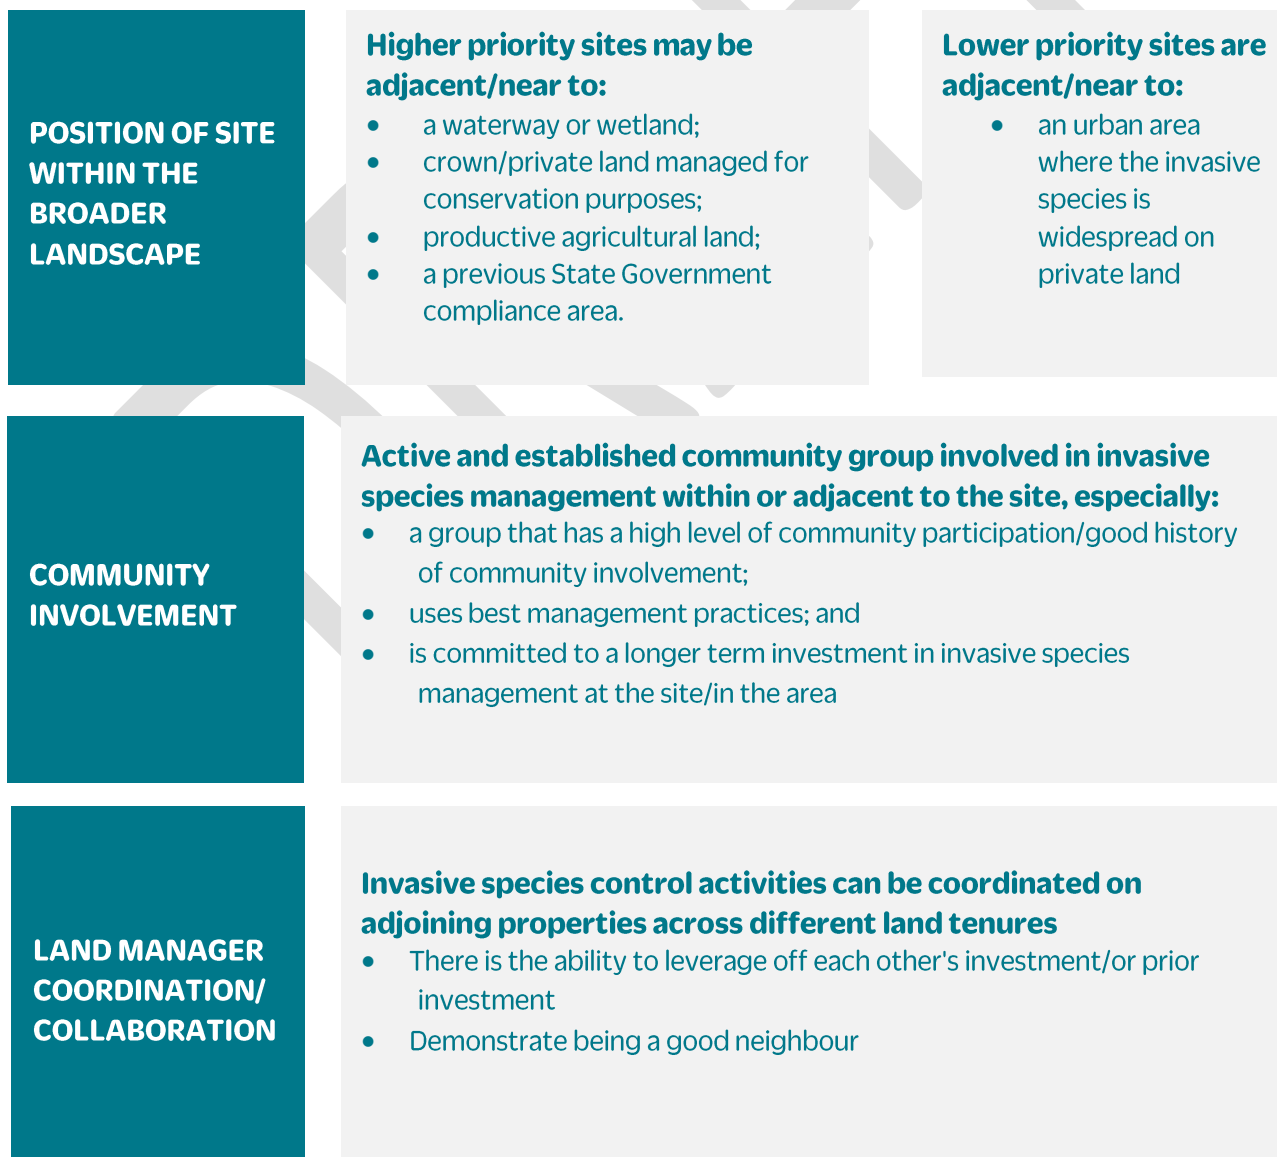 POSITION OF SITE
WITHIN THE
BROADER
LANDSCAPE
Higher priority sites may be
adjacent/near to:
• a waterway or wetland;
• crown/private land managed for
conservation purposes;
• productive agricultural land;
• a previous State Government
compliance area.
Lower priority sites are
adjacent/near to:
• an urban area
where the invasive
species is
widespread on
private land
COMMUNITY
INVOLVEMENT
Active and established community group involved in invasive
species management within or adjacent to the site, especially:
• a group that has a high level of community participation/good history
of community involvement;
• uses best management practices; and
• is committed to a longer term investment in invasive species
management at the site/in the area
LAND MANAGER
COORDINATION/
COLLABORATION
Invasive species control activities can be coordinated on
adjoining properties across different land tenures
• There is the ability to leverage off each other's investment/or prior
investment
• Demonstrate being a good neighbour